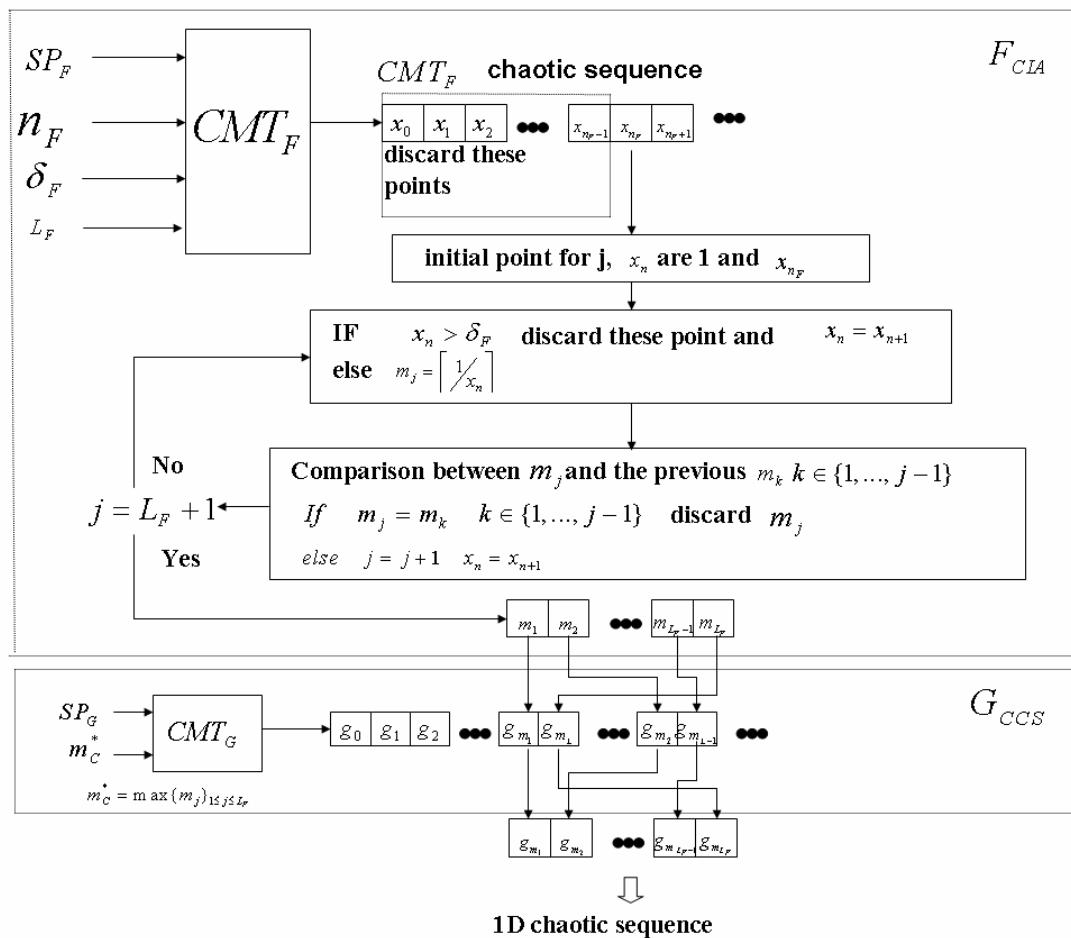 SP_F
n_F
δ_F
L_F
CMT_F
CMT_F chaotic sequence
F_CIA
x_0 x_1 x_2 ●●● x_{n_F-1} x_{n_F} x_{n_F+1} ●●●
discard these
points
initial point for j, x_n are 1 and x_{n_F}
IF x_n > δ_F discard these point and x_n = x_{n+1}
else m_j = ⌈1/x_n⌉
Comparison between m_j and the previous m_k k ∈ {1, ..., j − 1}
If m_j = m_k k ∈ {1, ..., j − 1} discard m_j
else j = j + 1 x_n = x_{n+1}
No
j = L_F + 1
Yes
m_1 m_2 ●●● m_{L_F-1} m_{L_F}
G_CCS
SP_G
m_C^*
CMT_G
m_C^* = max{m_j}_{1≤j≤L_F}
g_0 g_1 g_2 ●●● g_{m_1} g_{m_L} ●●● g_{m_2} g_{m_{L-1}} ●●●
g_{m_1} g_{m_2} ●●● g_{m_{L_F-1}} g_{m_{L_F}}
1D chaotic sequence